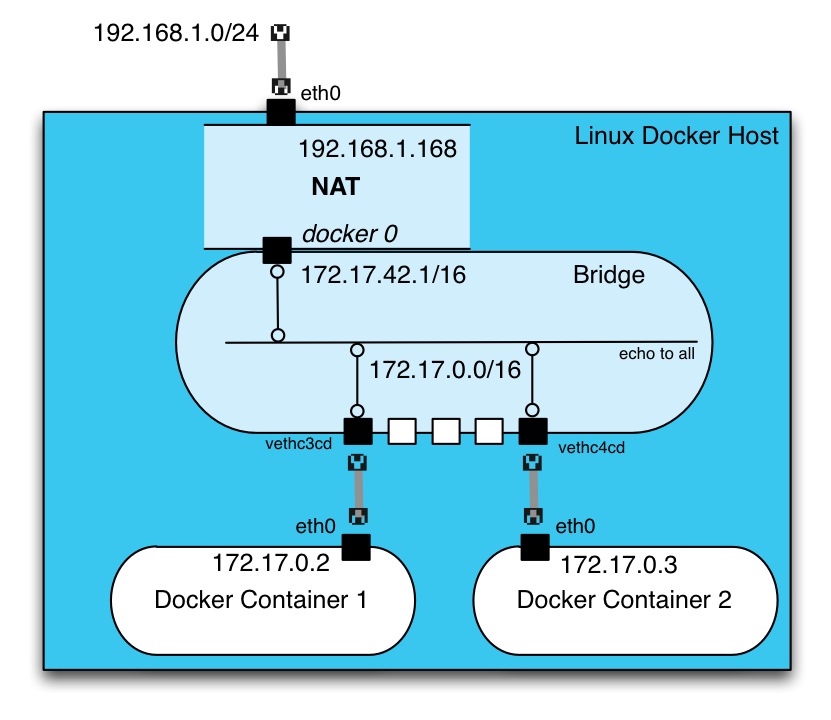 192.168.1.0/24
eth0
Linux Docker Host
192.168.1.168
NAT
docker 0
172.17.42.1/16
Bridge
echo to all
172.17.0.0/16
vethc3cd
vethc4cd
eth0
eth0
172.17.0.2
172.17.0.3
Docker Container 1
Docker Container 2